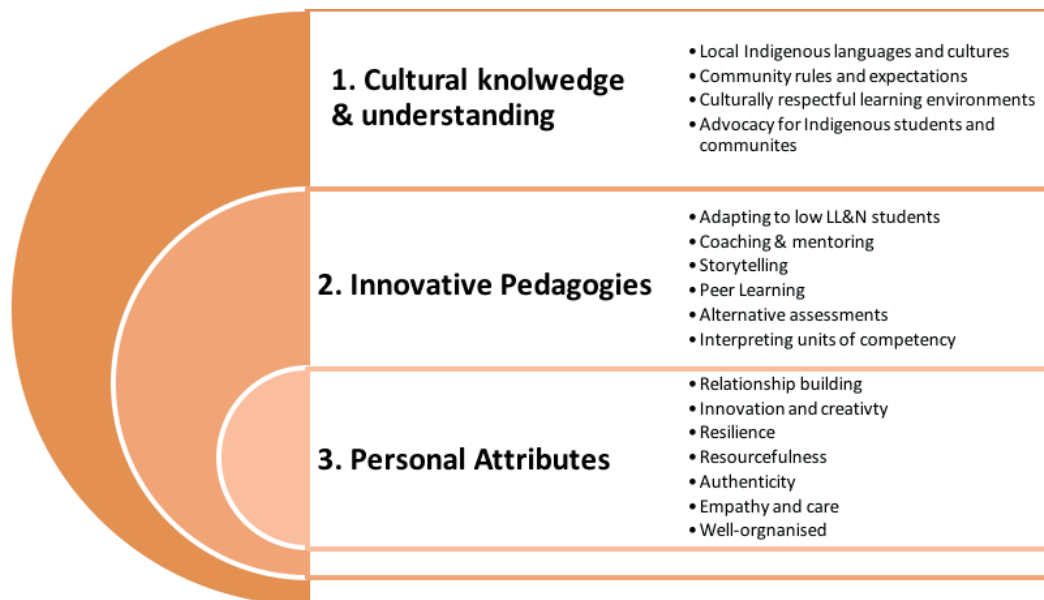 1. Cultural knolwedge
& understanding
• Local Indigenous languages and cultures
• Community rules and expectations
• Culturally respectful learning environments
• Advocacy for Indigenous students and
communites
2. Innovative Pedagogies
• Adapting to low LL&N students
• Coaching & mentoring
• Storytelling
• Peer Learning
• Alternative assessments
• Interpreting units of competency
3. Personal Attributes
• Relationship building
• Innovation and creativty
• Resilience
• Resourcefulness
• Authenticity
• Empathy and care
• Well-orgnanised